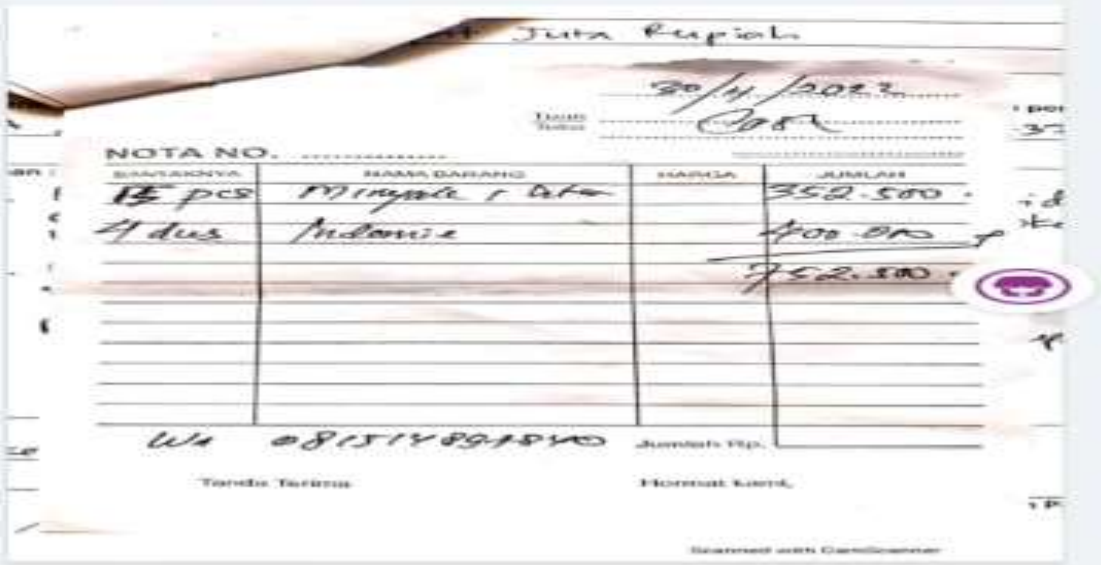 Juta Rupiah
30/4/2022
Tuan
Toko
Cash
NOTA NO.
BANYAKNYA NAMA BARANG HARGA JUMLAH
15 pcs Minyak 1 Liter 352.500
4 dus Indomie 400.000
752.500
WA Jumlah Rp.
Tanda Terima Hormat kami,
Scanned with CamScanner